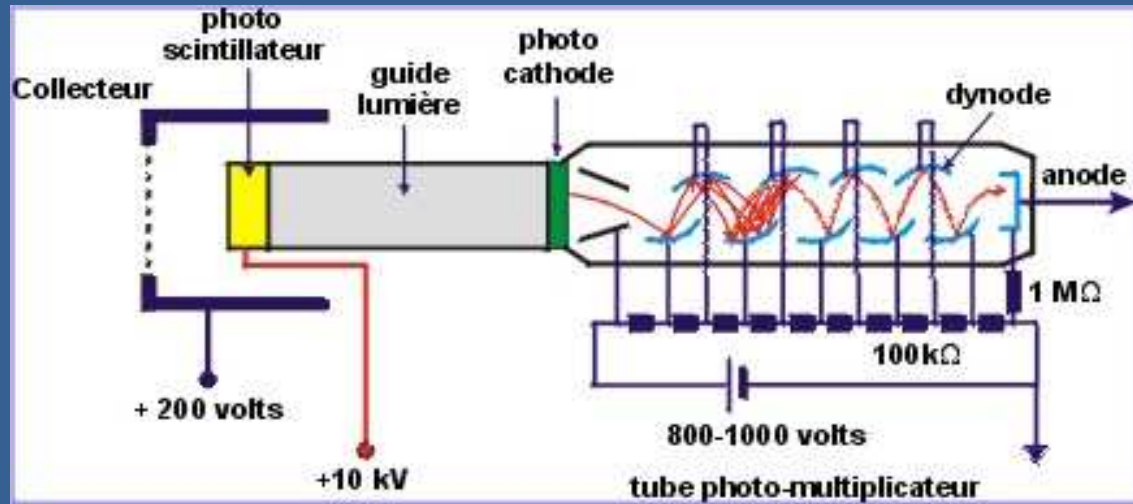 photo
scintillateur
Collecteur
guide
lumière
photo
cathode
dynode
anode
1 MΩ
100kΩ
+ 200 volts
800-1000 volts
+10 kV
tube photo-multiplicateur